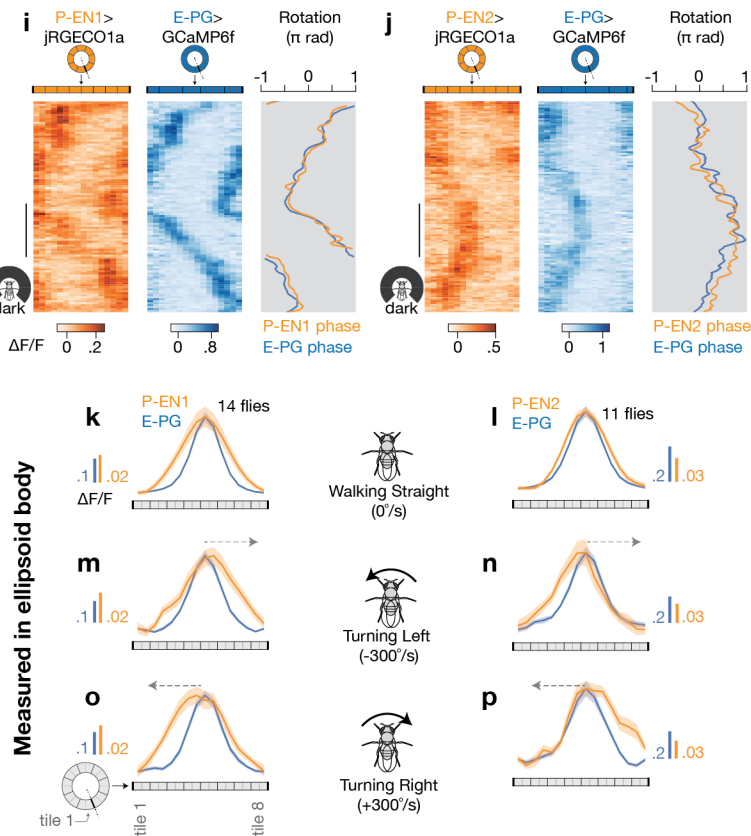 i
P-EN1>
jRGECO1a
E-PG>
GCaMP6f
Rotation
(π rad)
-1 0 1
dark
ΔF/F
0 .2
0 .8
P-EN1 phase
E-PG phase
j
P-EN2>
jRGECO1a
E-PG>
GCaMP6f
Rotation
(π rad)
-1 0 1
dark
0 .5
0 1
P-EN2 phase
E-PG phase
Measured in ellipsoid body
k
P-EN1
E-PG
14 flies
.1 .02
ΔF/F
Walking Straight
(0°/s)
l
P-EN2
E-PG
11 flies
.2 .03
m
.1 .02
Turning Left
(-300°/s)
n
.2 .03
o
.1 .02
tile 1
tile 1
tile 8
Turning Right
(+300°/s)
p
.2 .03